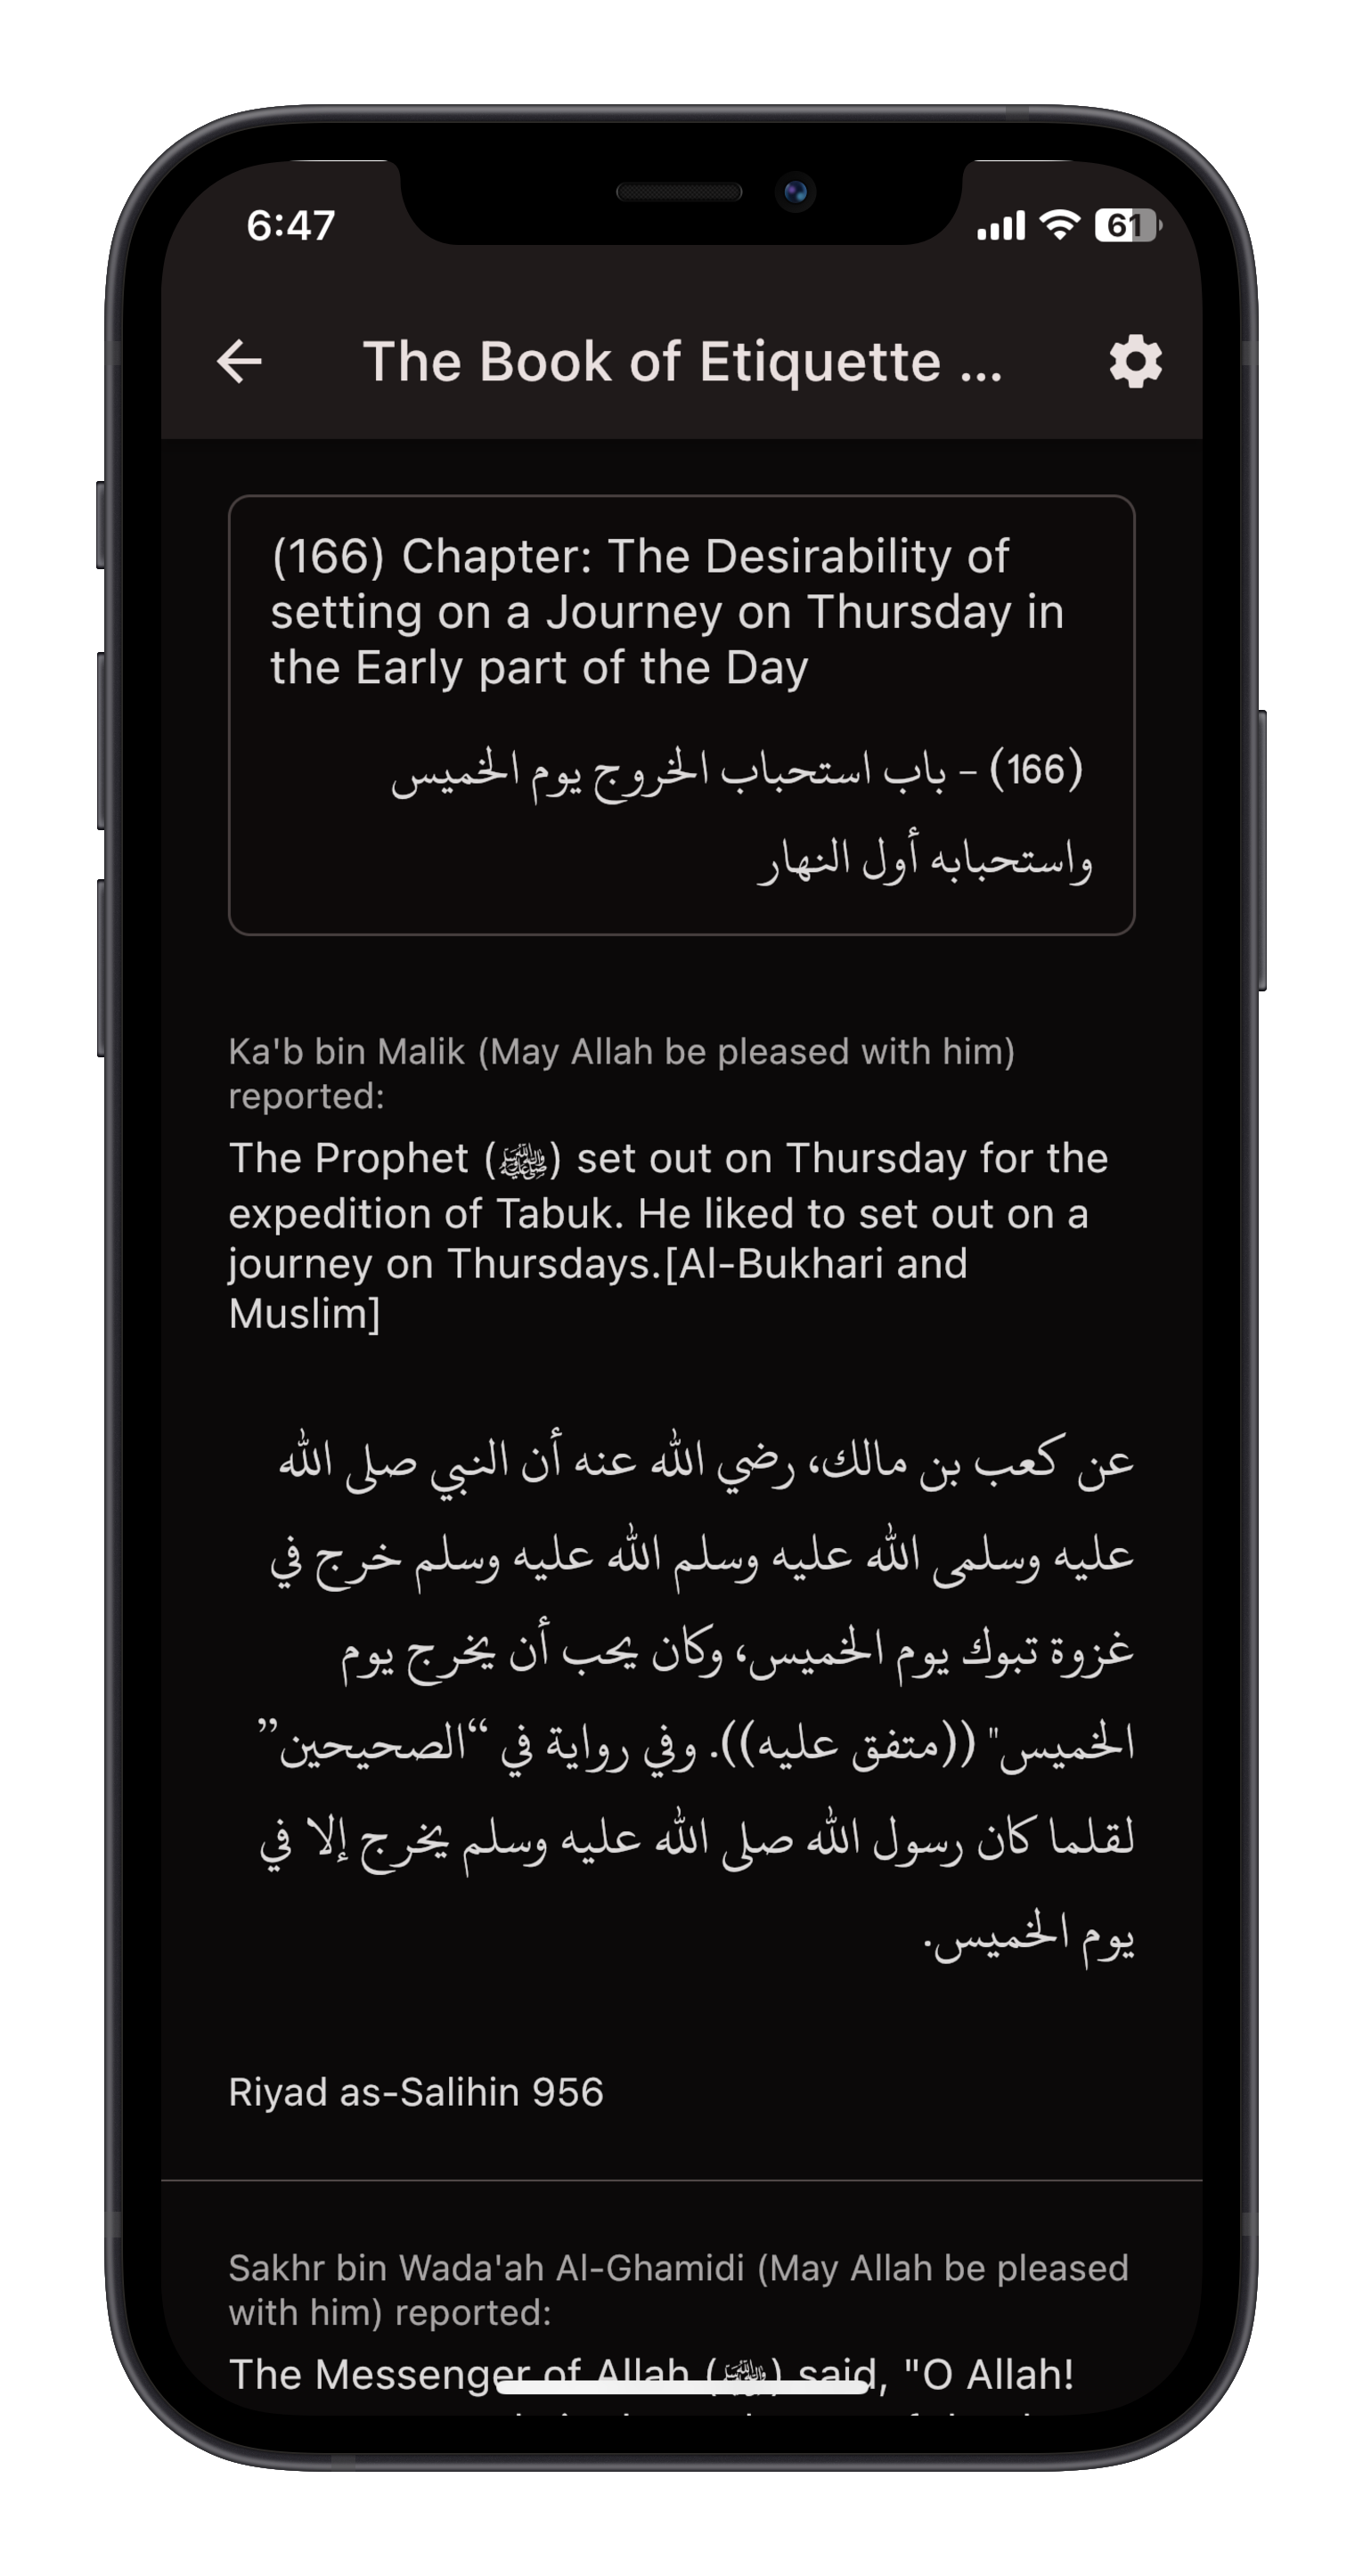 6:47
61
The Book of Etiquette ...
(166) Chapter: The Desirability of
setting on a Journey on Thursday in
the Early part of the Day
(166) - باب استحباب الخروج يوم الخميس
واستحبابه أول النهار
Ka'b bin Malik (May Allah be pleased with him)
reported:
The Prophet (ﷺ) set out on Thursday for the
expedition of Tabuk. He liked to set out on a
journey on Thursdays.[Al-Bukhari and
Muslim]
عن كعب بن مالك، رضي الله عنه أن النبي صلى الله
عليه وسلمى الله عليه وسلم الله عليه وسلم خرج في
غزوة تبوك يوم الخميس، وكان يحب أن يخرج يوم
الخميس" ((متفق عليه)). وفي رواية في “الصحيحين”
لقلما كان رسول الله صلى الله عليه وسلم يخرج إلا في
يوم الخميس.
Riyad as-Salihin 956
Sakhr bin Wada'ah Al-Ghamidi (May Allah be pleased
with him) reported:
The Messenger of Allah (ﷺ) said, "O Allah!